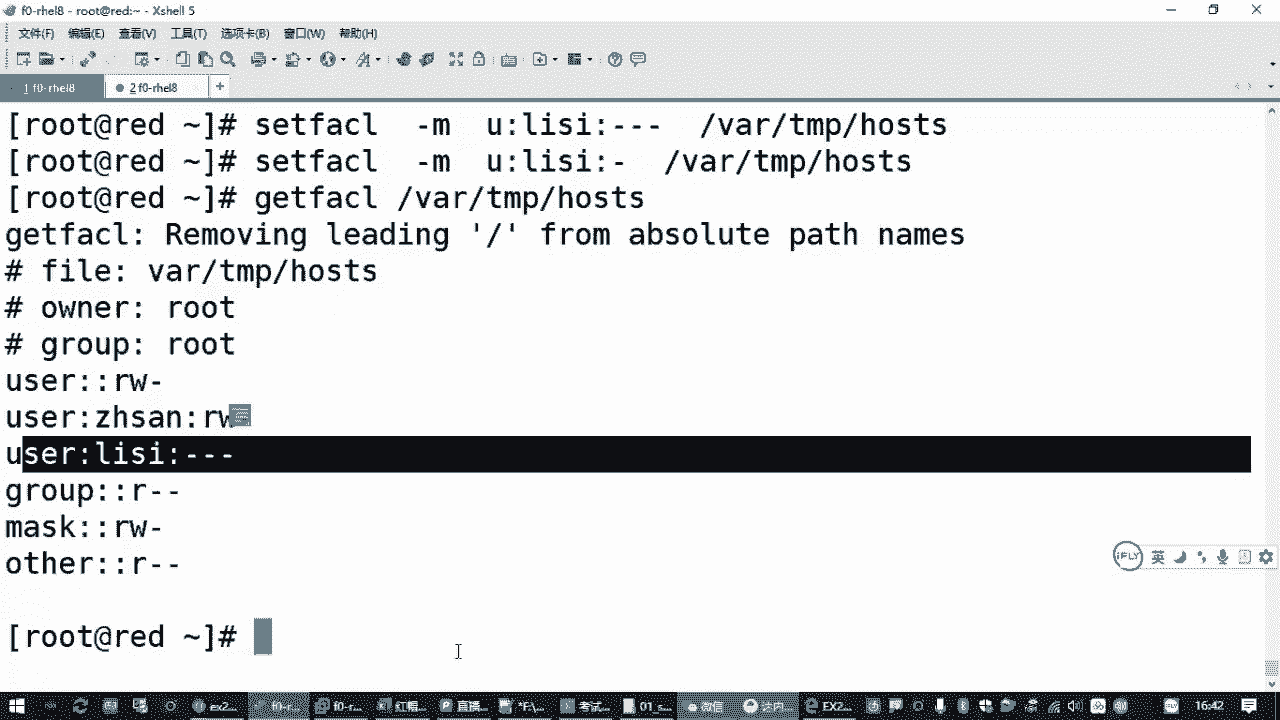 f0-rhel8 - root@red:~ - Xshell 5
文件(F) 编辑(E) 查看(V) 工具(T) 选项卡(B) 窗口(W) 帮助(H)
1 f0-rhel8 2 f0-rhel8 +
[root@red ~]# setfacl -m u:lisi:--- /var/tmp/hosts
[root@red ~]# setfacl -m u:lisi:- /var/tmp/hosts
[root@red ~]# getfacl /var/tmp/hosts
getfacl: Removing leading '/' from absolute path names
# file: var/tmp/hosts
# owner: root
# group: root
user::rw-
user:zhsan:rw
user:lisi:---
group::r--
mask::rw-
other::r--
[root@red ~]#
iFLY 英
ex2... f0-r... f0-r... 红帽... 直播... 考试... 01_s... 微信 EX2... 16:42